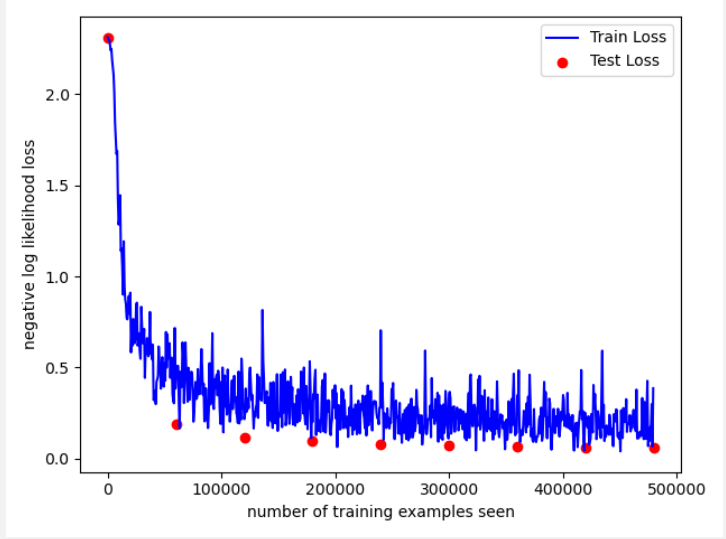 Train Loss
Test Loss
2.0
1.5
1.0
0.5
0.0
negative log likelihood loss
0 100000 200000 300000 400000 500000
number of training examples seen